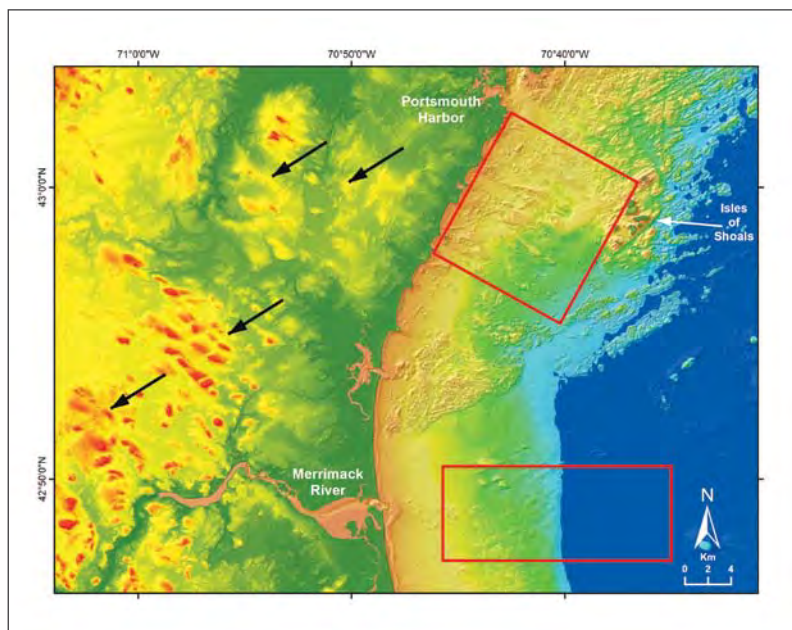 71°0'0"W
70°50'0"W
70°40'0"W
Portsmouth
Harbor
43°0'0"N
Isles
of
Shoals
42°50'0"N
Merrimack
River
N
Km
0 2 4